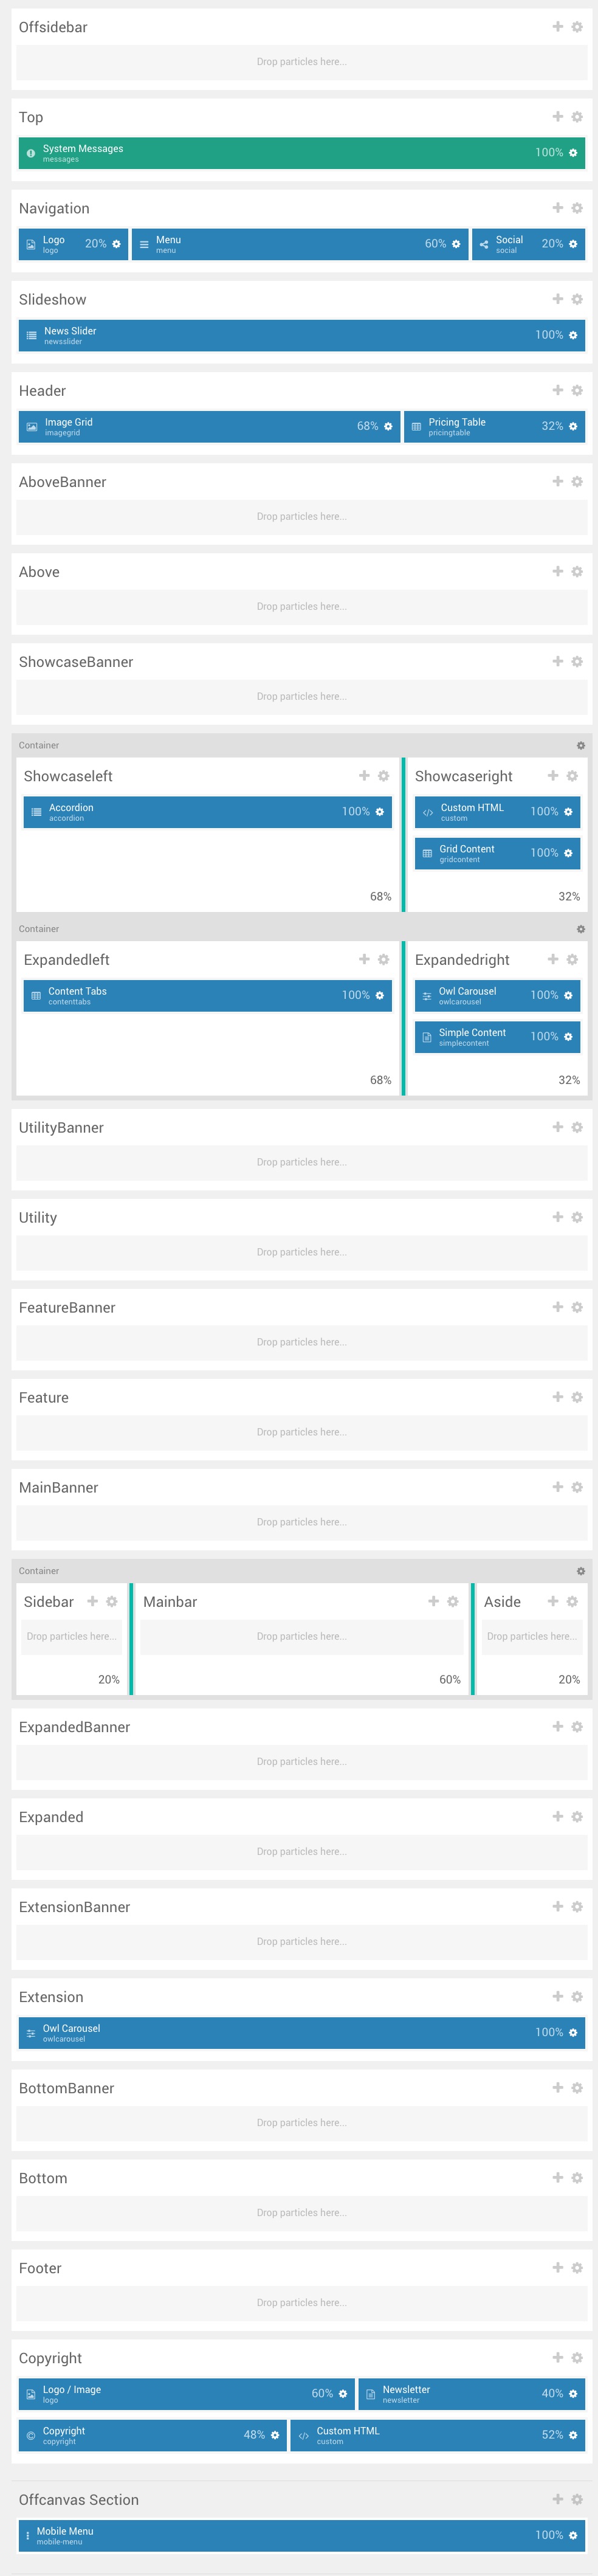 Offsidebar
Drop particles here...
Top
System Messages 100%
messages
Navigation
Logo 20% Menu 60% Social 20%
logo menu social
Slideshow
News Slider 100%
newsslider
Header
Image Grid 68% Pricing Table 32%
imagegrid pricingtable
AboveBanner
Drop particles here...
Above
Drop particles here...
ShowcaseBanner
Drop particles here...
Container
Showcaseleft Showcaseright
Accordion 100% Custom HTML 100%
accordion custom
Grid Content 100%
gridcontent
68% 32%
Container
Expandedleft Expandedright
Content Tabs 100% Owl Carousel 100%
contenttabs owlcarousel
Simple Content 100%
simplecontent
68% 32%
UtilityBanner
Drop particles here...
Utility
Drop particles here...
FeatureBanner
Drop particles here...
Feature
Drop particles here...
MainBanner
Drop particles here...
Container
Sidebar Mainbar Aside
Drop particles here... Drop particles here... Drop particles here...
20% 60% 20%
ExpandedBanner
Drop particles here...
Expanded
Drop particles here...
ExtensionBanner
Drop particles here...
Extension
Owl Carousel 100%
owlcarousel
BottomBanner
Drop particles here...
Bottom
Drop particles here...
Footer
Drop particles here...
Copyright
Logo / Image 60% Newsletter 40%
logo newsletter
Copyright 48% Custom HTML 52%
copyright custom
Offcanvas Section
Mobile Menu 100%
mobile-menu